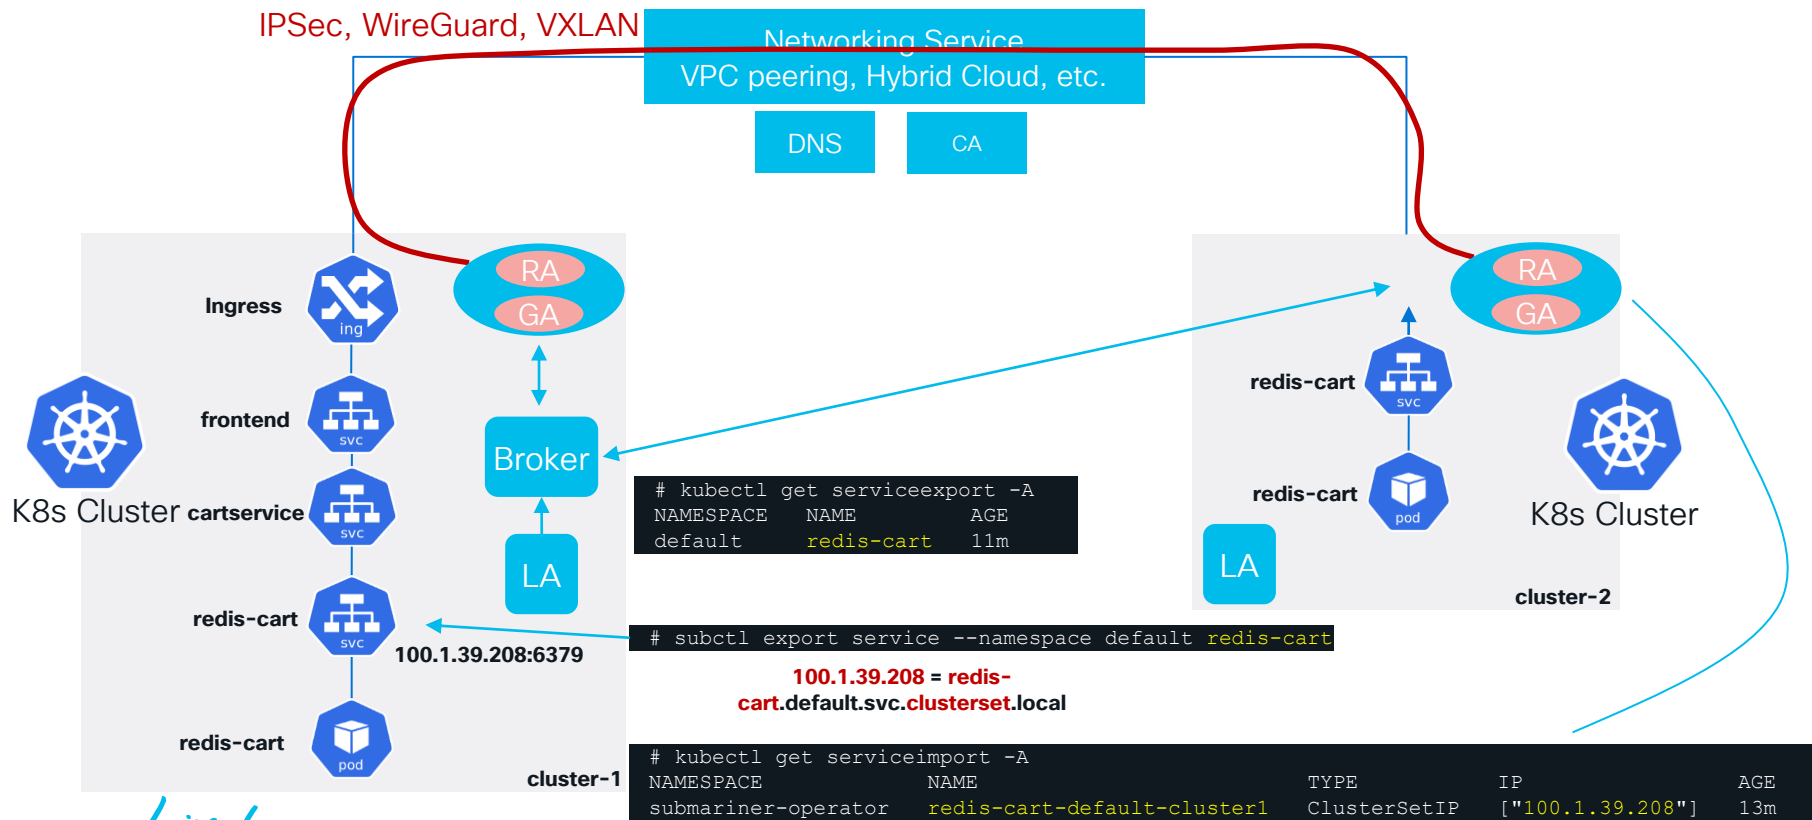 IPSec, WireGuard, VXLAN
Networking Service
VPC peering, Hybrid Cloud, etc.
DNS
CA
RA
GA
Ingress
ing
frontend
svc
K8s Cluster
cartservice
svc
redis-cart
svc
100.1.39.208:6379
redis-cart
pod
cluster-1
Broker
LA
# kubectl get serviceexport -A
NAMESPACE NAME AGE
default redis-cart 11m
# subctl export service --namespace default redis-cart
100.1.39.208 = redis-
cart.default.svc.clusterset.local
RA
GA
redis-cart
svc
redis-cart
pod
K8s Cluster
LA
cluster-2
# kubectl get serviceimport -A
NAMESPACE NAME TYPE IP AGE
submariner-operator redis-cart-default-cluster1 ClusterSetIP ["100.1.39.208"] 13m